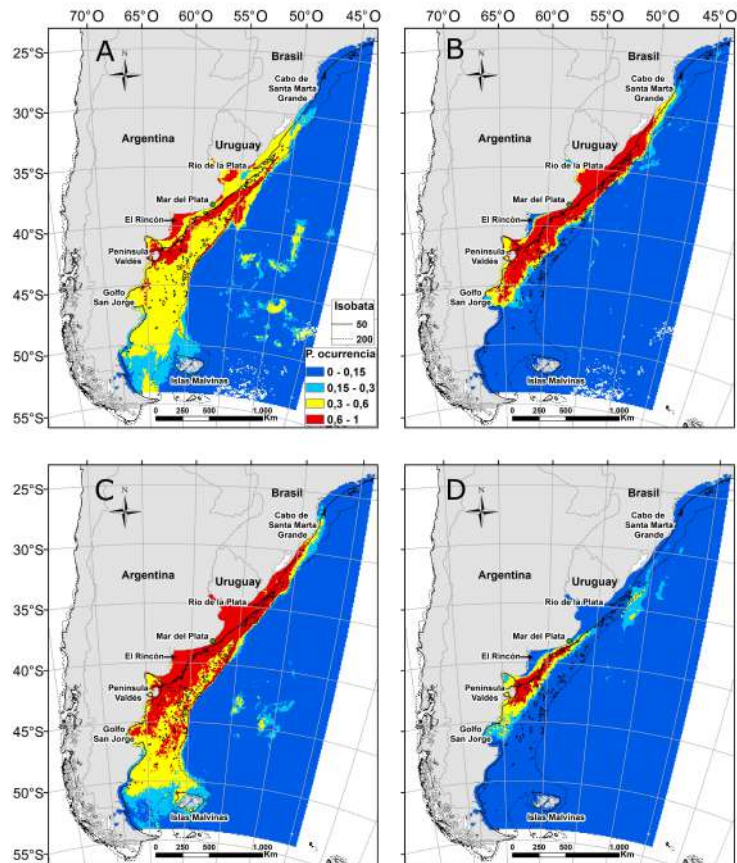 70°O 65°O 60°O 55°O 50°O 45°O
70°O 65°O 60°O 55°O 50°O 45°O
A
B
25°S
30°S
35°S
40°S
45°S
50°S
55°S
N
Brasil
Cabo de
Santa Marta
Grande
Argentina
Uruguay
Río de la Plata
Mar del Plata
El Rincón
Península
Valdés
Golfo
San Jorge
Islas Malvinas
Isobata
50
200
P. ocurrencia
0 - 0,15
0,15 - 0,3
0,3 - 0,6
0,6 - 1
0 250 500 1.000
Km
N
Brasil
Cabo de
Santa Marta
Grande
Argentina
Uruguay
Río de la Plata
Mar del Plata
El Rincón
Península
Valdés
Golfo
San Jorge
Islas Malvinas
0 250 500 1.000
Km
C
D
25°S
30°S
35°S
40°S
45°S
50°S
55°S
N
Brasil
Cabo de
Santa Marta
Grande
Argentina
Uruguay
Río de la Plata
Mar del Plata
El Rincón
Península
Valdés
Golfo
San Jorge
Islas Malvinas
0 250 500 1.000
Km
N
Brasil
Cabo de
Santa Marta
Grande
Argentina
Uruguay
Río de la Plata
Mar del Plata
El Rincón
Península
Valdés
Golfo
San Jorge
Islas Malvinas
0 250 500 1.000
Km